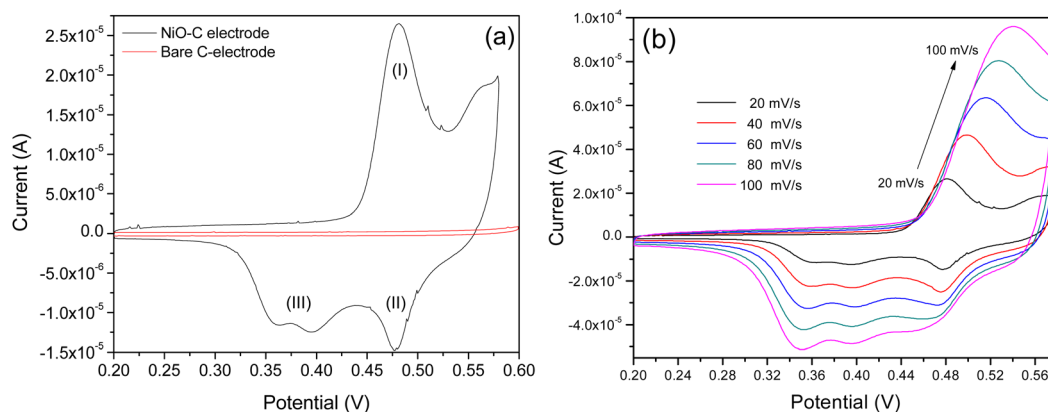 (a)
NiO-C electrode
Bare C-electrode
(I)
(II)
(III)
2.5x10⁻⁵
2.0x10⁻⁵
1.5x10⁻⁵
1.0x10⁻⁵
5.0x10⁻⁶
0.0
-5.0x10⁻⁶
-1.0x10⁻⁵
-1.5x10⁻⁵
Current (A)
0.20 0.25 0.30 0.35 0.40 0.45 0.50 0.55 0.60
Potential (V)
(b)
1.0x10⁻⁴
8.0x10⁻⁵
6.0x10⁻⁵
4.0x10⁻⁵
2.0x10⁻⁵
0.0
-2.0x10⁻⁵
-4.0x10⁻⁵
Current (A)
100 mV/s
20 mV/s
20 mV/s
40 mV/s
60 mV/s
80 mV/s
100 mV/s
0.20 0.24 0.28 0.32 0.36 0.40 0.44 0.48 0.52
Potential (V)